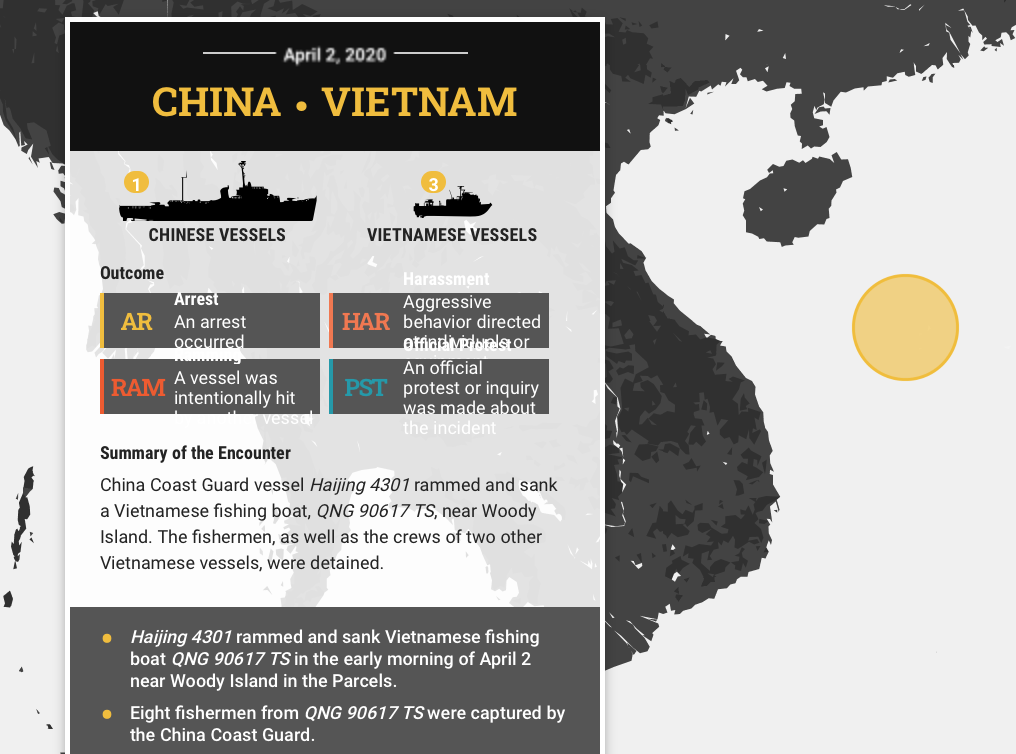 April 2, 2020
CHINA • VIETNAM
1
3
CHINESE VESSELS
VIETNAMESE VESSELS
Outcome
AR
Arrest
An arrest
occurred
HAR
Harassment
Aggressive
behavior directed
RAM
Ramming
A vessel was
intentionally hit
by another vessel
PST
Official Protest
An official
protest or inquiry
was made about
the incident
Summary of the Encounter
China Coast Guard vessel Haijing 4301 rammed and sank
a Vietnamese fishing boat, QNG 90617 TS, near Woody
Island. The fishermen, as well as the crews of two other
Vietnamese vessels, were detained.
• Haijing 4301 rammed and sank Vietnamese fishing
boat QNG 90617 TS in the early morning of April 2
near Woody Island in the Parcels.
• Eight fishermen from QNG 90617 TS were captured by
the China Coast Guard.